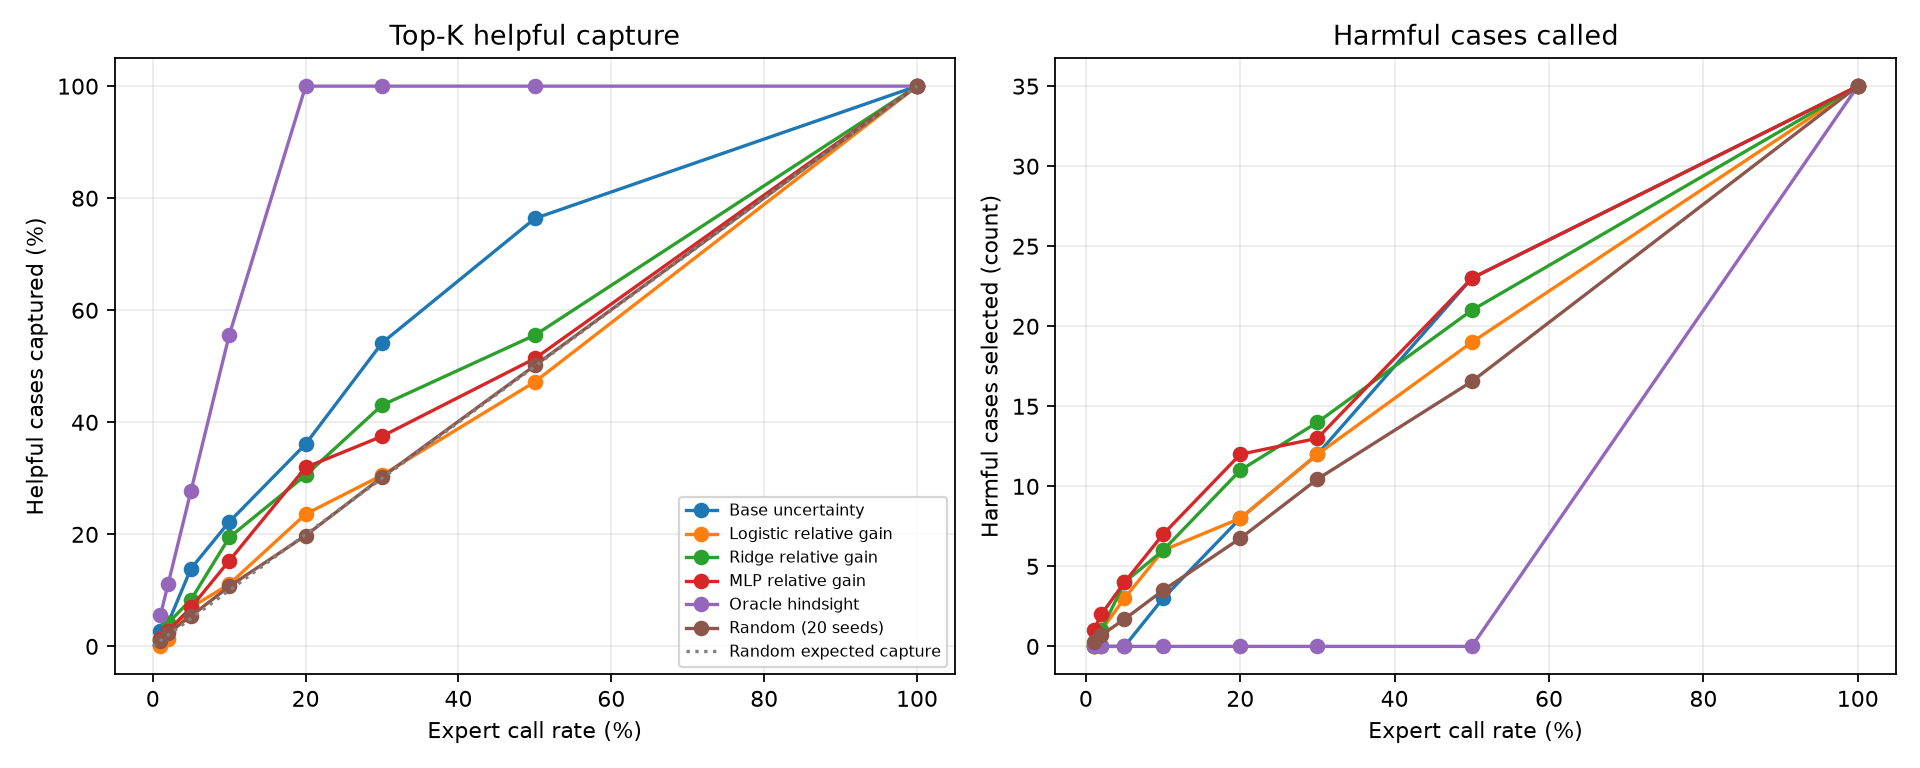 Top-K helpful capture
Helpful cases captured (%)
100
80
60
40
20
0
0 20 40 60 80 100
Expert call rate (%)
Base uncertainty
Logistic relative gain
Ridge relative gain
MLP relative gain
Oracle hindsight
Random (20 seeds)
Random expected capture
Harmful cases called
Harmful cases selected (count)
35
30
25
20
15
10
5
0
0 20 40 60 80 100
Expert call rate (%)